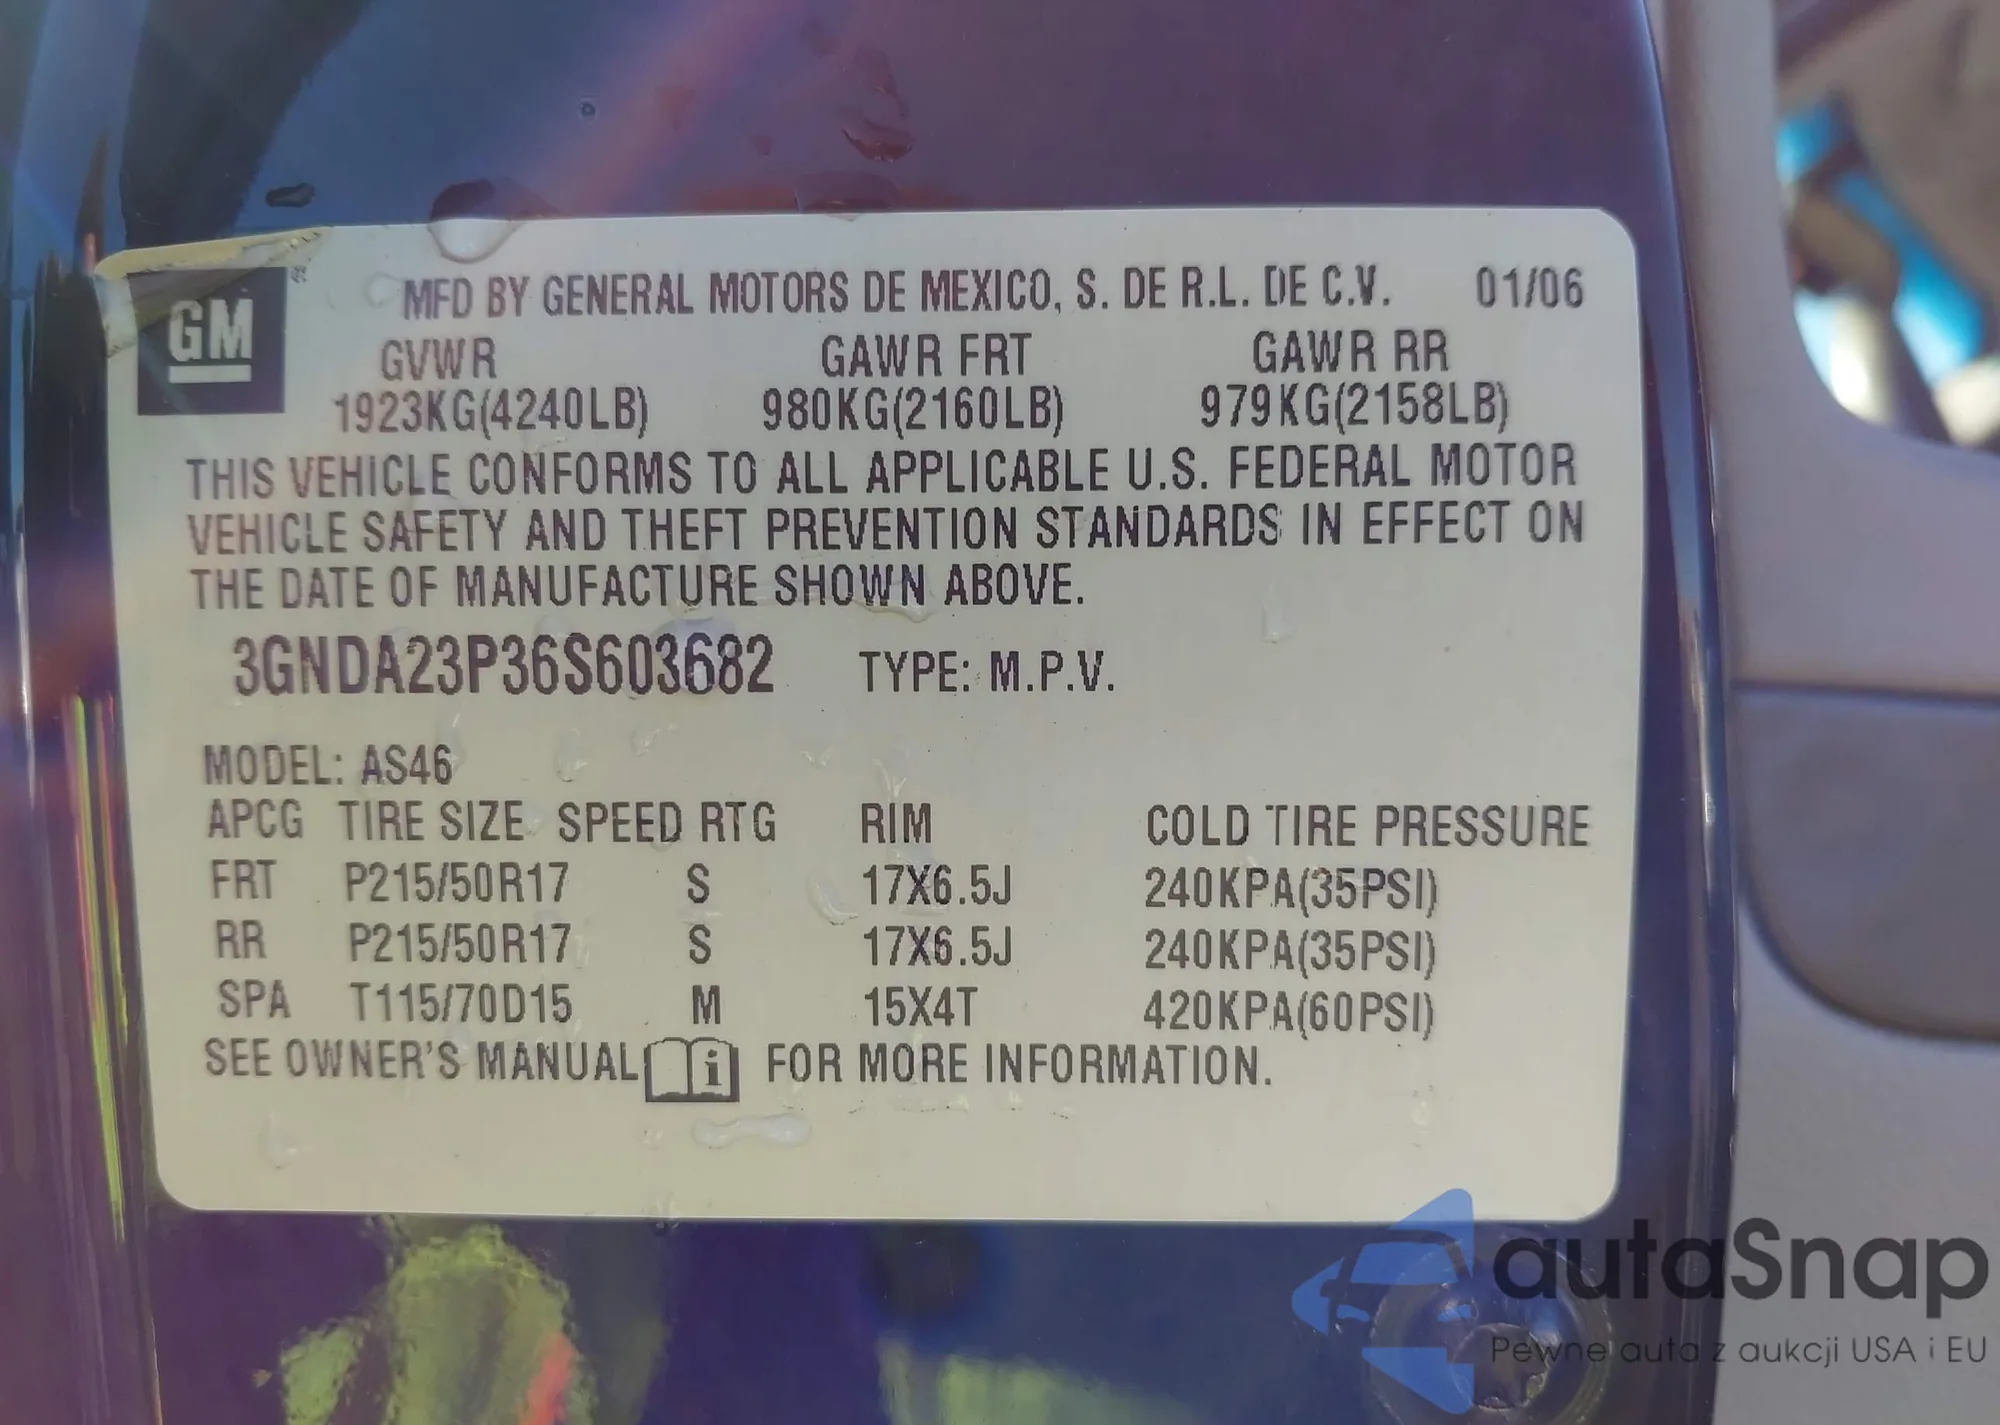 GM
MFD BY GENERAL MOTORS DE MEXICO, S. DE R.L. DE C.V. 01/06
GVWR GAWR FRT GAWR RR
1923KG(4240LB) 980KG(2160LB) 979KG(2158LB)
THIS VEHICLE CONFORMS TO ALL APPLICABLE U.S. FEDERAL MOTOR
VEHICLE SAFETY AND THEFT PREVENTION STANDARDS IN EFFECT ON
THE DATE OF MANUFACTURE SHOWN ABOVE.
3GNDA23P36S603682 TYPE: M.P.V.
MODEL: AS46
APCG TIRE SIZE SPEED RTG RIM COLD TIRE PRESSURE
FRT P215/50R17 S 17X6.5J 240KPA(35PSI)
RR P215/50R17 S 17X6.5J 240KPA(35PSI)
SPA T115/70D15 M 15X4T 420KPA(60PSI)
SEE OWNER'S MANUAL i FOR MORE INFORMATION.
autaSnap
Pewne auta z aukcji USA i EU